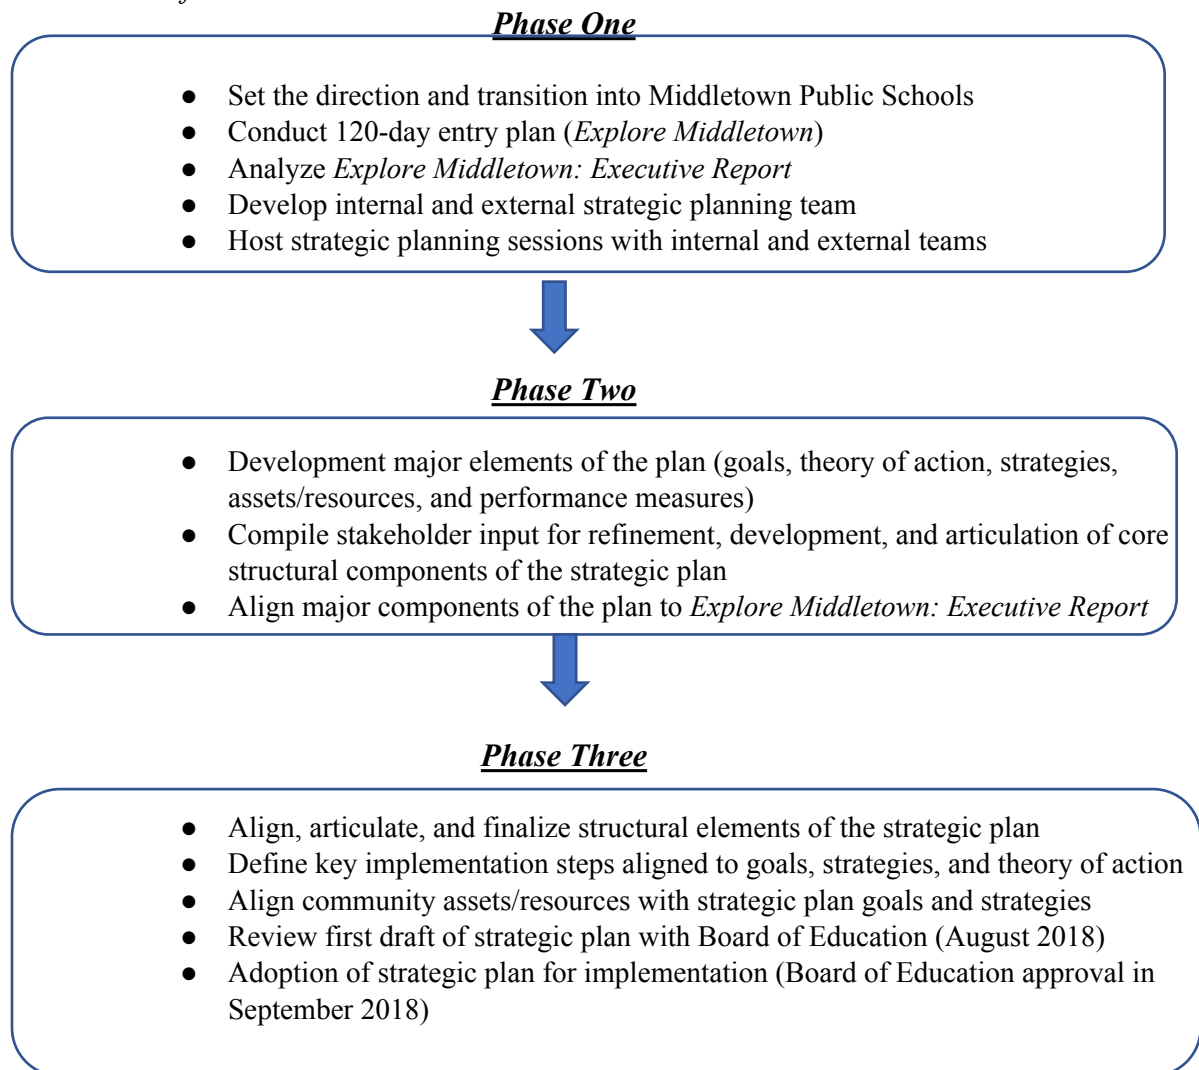 Phase One
● Set the direction and transition into Middletown Public Schools
● Conduct 120-day entry plan (Explore Middletown)
● Analyze Explore Middletown: Executive Report
● Develop internal and external strategic planning team
● Host strategic planning sessions with internal and external teams
Phase Two
● Development major elements of the plan (goals, theory of action, strategies,
assets/resources, and performance measures)
● Compile stakeholder input for refinement, development, and articulation of core
structural components of the strategic plan
● Align major components of the plan to Explore Middletown: Executive Report
Phase Three
● Align, articulate, and finalize structural elements of the strategic plan
● Define key implementation steps aligned to goals, strategies, and theory of action
● Align community assets/resources with strategic plan goals and strategies
● Review first draft of strategic plan with Board of Education (August 2018)
● Adoption of strategic plan for implementation (Board of Education approval in
September 2018)